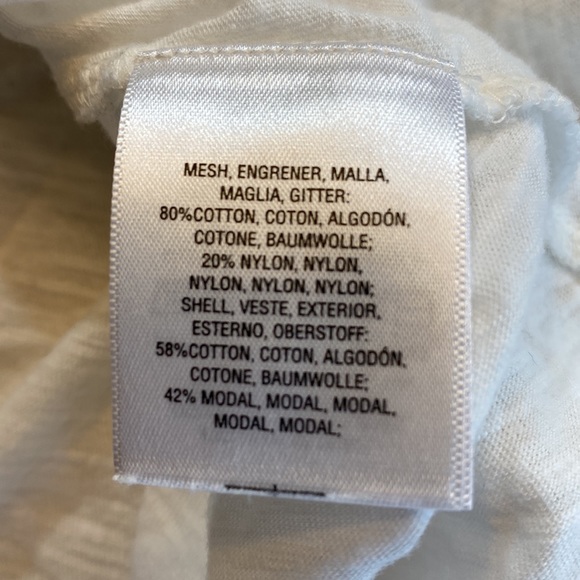 MESH, ENGRENER, MALLA,
MAGLIA, GITTER:
80%COTTON, COTON, ALGODÓN,
COTONE, BAUMWOLLE;
20% NYLON, NYLON,
NYLON, NYLON, NYLON;
SHELL, VESTE, EXTERIOR,
ESTERNO, OBERSTOFF:
58%COTTON, COTON, ALGODÓN,
COTONE, BAUMWOLLE;
42% MODAL, MODAL, MODAL,
MODAL, MODAL;